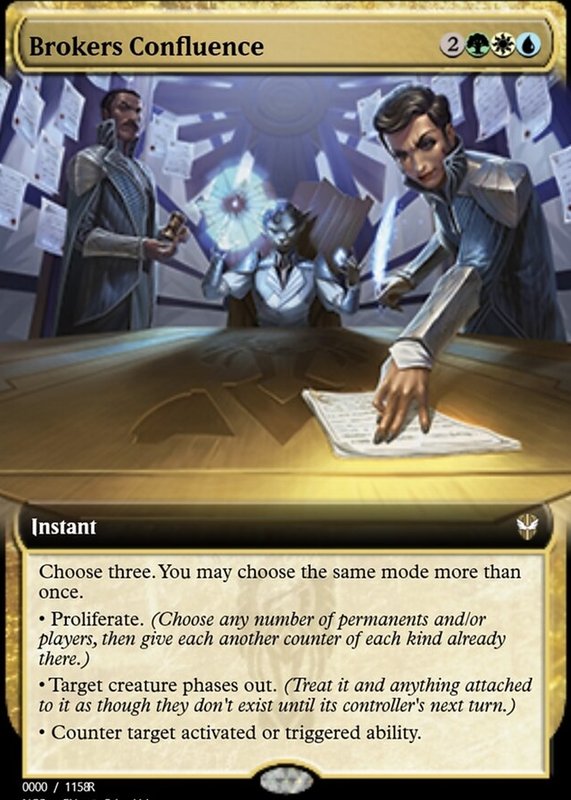 Brokers Confluence 2
Instant
Choose three. You may choose the same mode more than
once.
• Proliferate. (Choose any number of permanents and/or
players, then give each another counter of each kind already
there.)
• Target creature phases out. (Treat it and anything attached
to it as though they don't exist until its controller's next turn.)
• Counter target activated or triggered ability.
0000 / 1158R